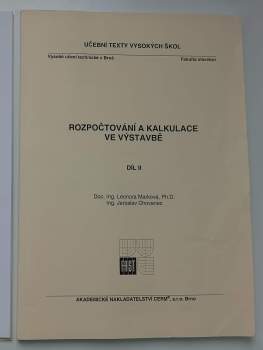 UČEBNÍ TEXTY VYSOKÝCH ŠKOL
Vysoké učení technické v Brně Fakulta stavební
ROZPOČTOVÁNÍ A KALKULACE
VE VÝSTAVBĚ
DÍL II
Doc. Ing. Leonora Marková, Ph.D.
Ing. Jaroslav Chovanec
AKADEMICKÉ NAKLADATELSTVÍ CERM®, s.r.o. Brno